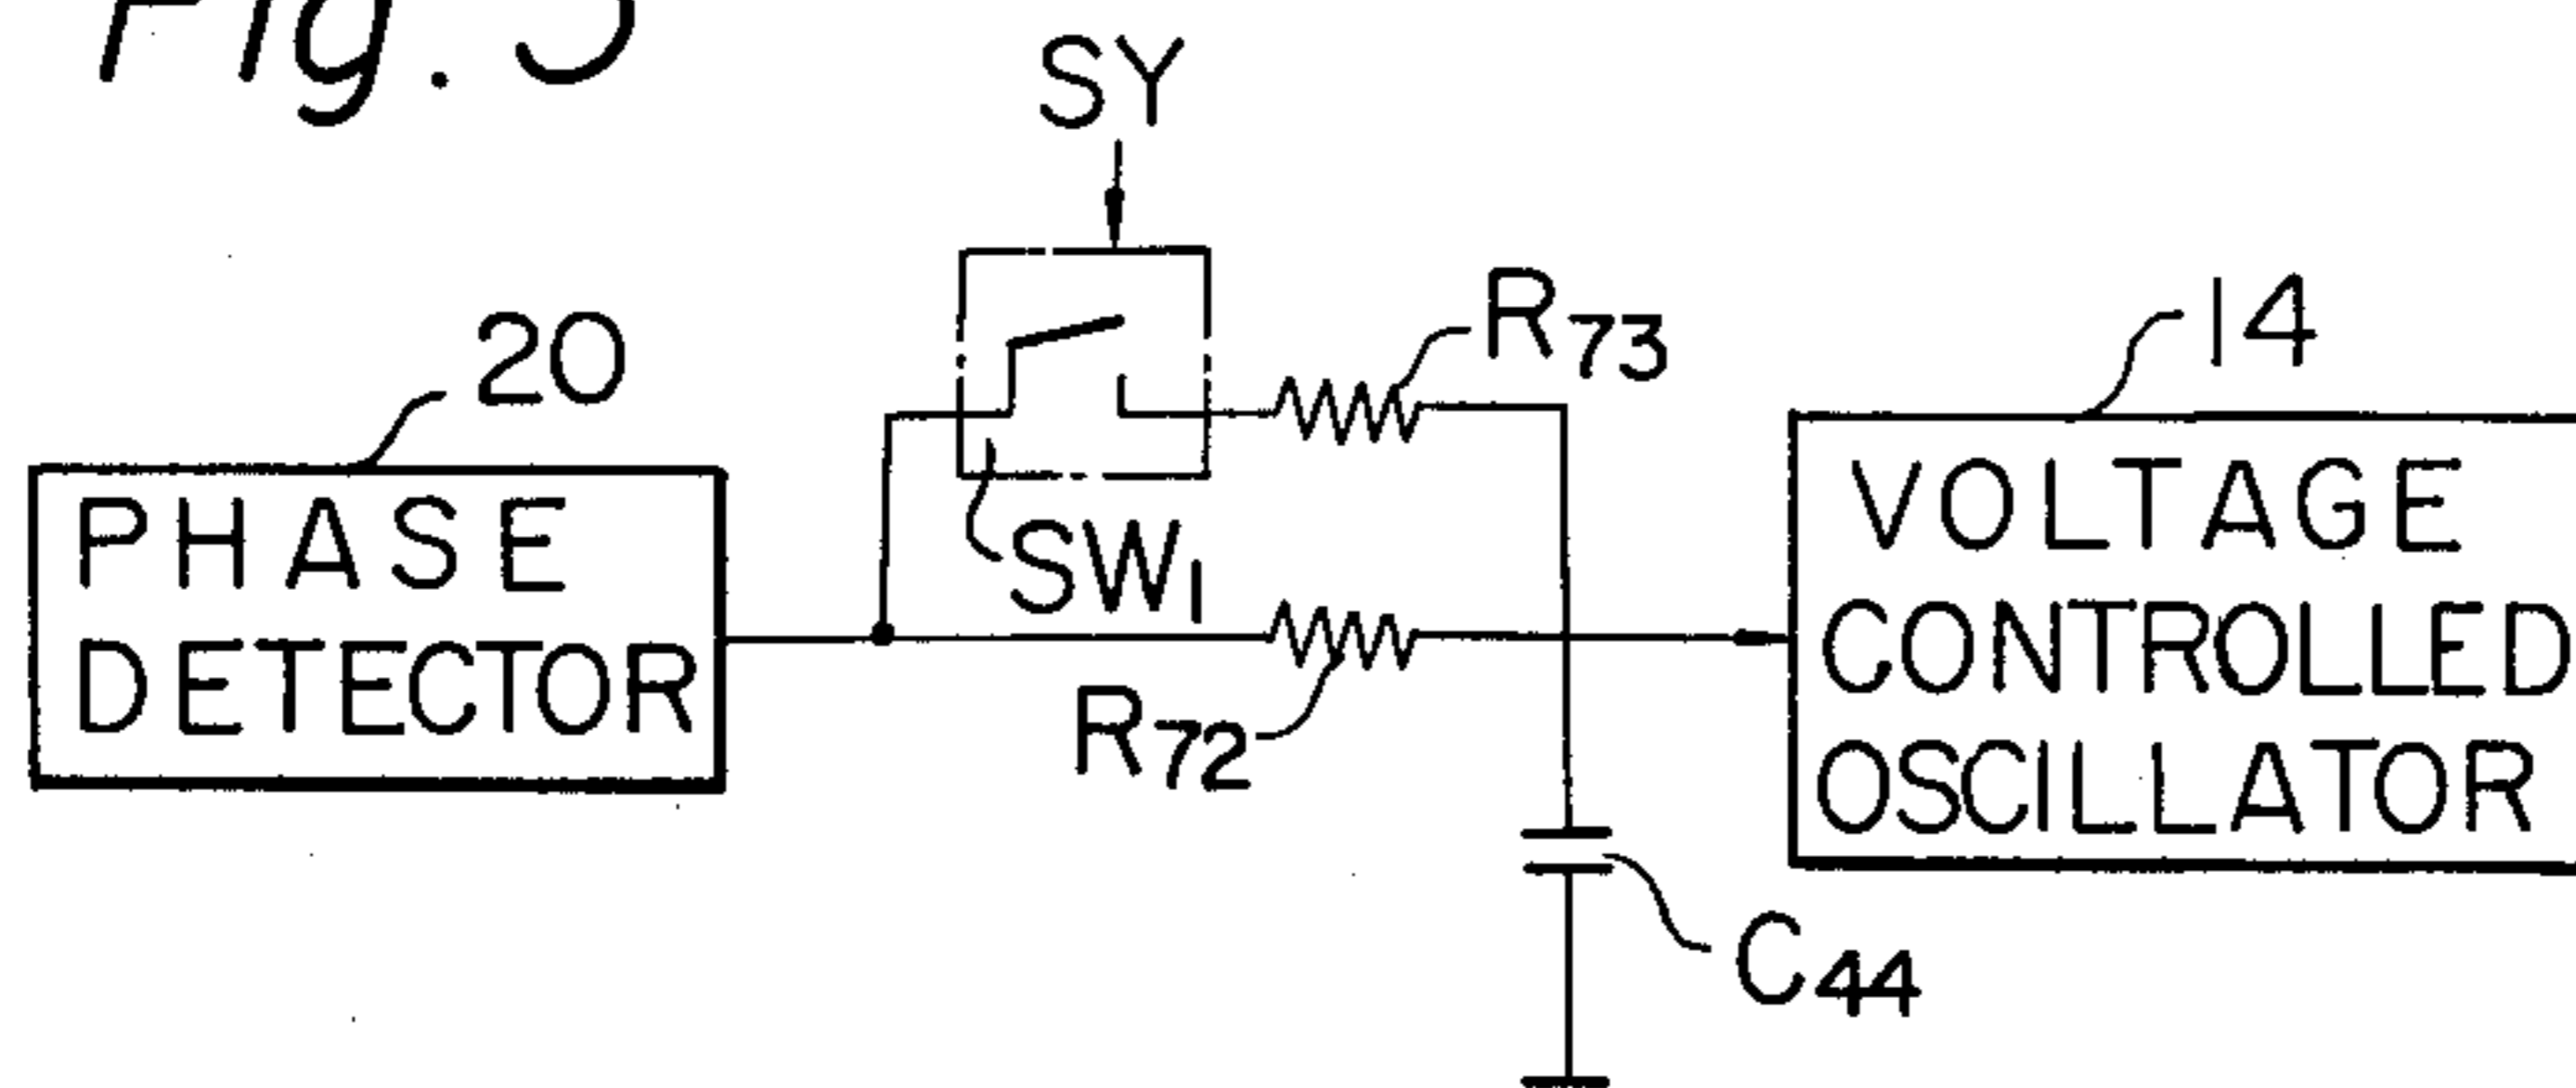 Fig. 5
SY
20
R73
14
PHASE
DETECTOR
SW1
R72
VOLTAGE
CONTROLLED
OSCILLATOR
C44